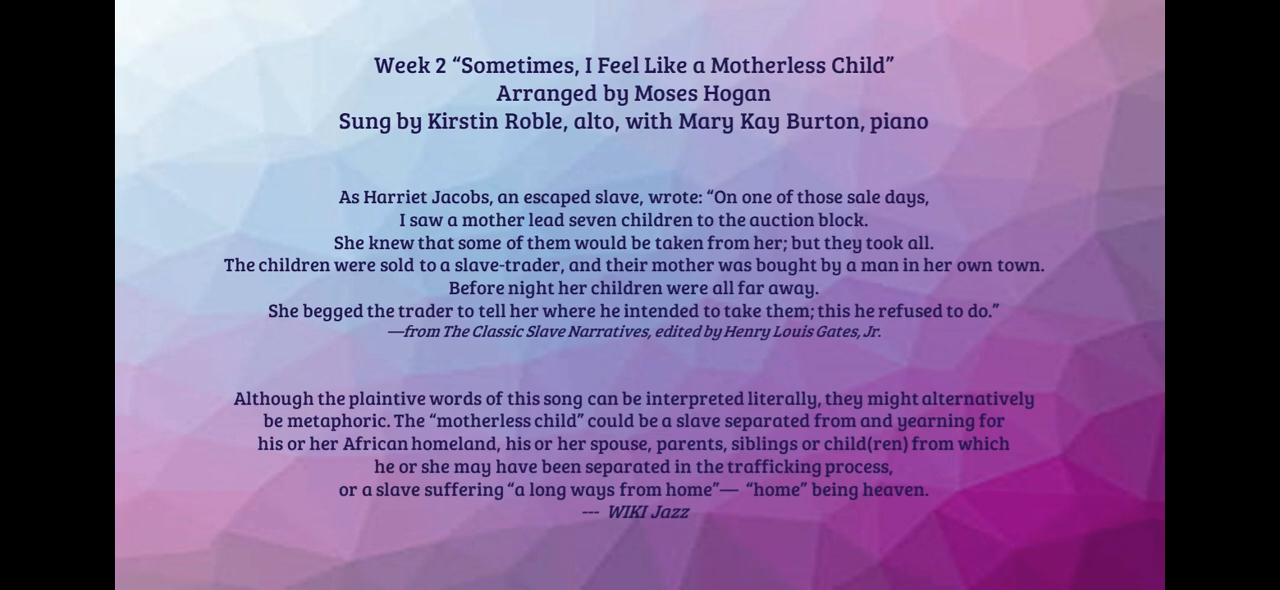 Week 2 “Sometimes, I Feel Like a Motherless Child”
Arranged by Moses Hogan
Sung by Kirstin Roble, alto, with Mary Kay Burton, piano
As Harriet Jacobs, an escaped slave, wrote: “On one of those sale days,
I saw a mother lead seven children to the auction block.
She knew that some of them would be taken from her; but they took all.
The children were sold to a slave-trader, and their mother was bought by a man in her own town.
Before night her children were all far away.
She begged the trader to tell her where he intended to take them; this he refused to do.”
—from The Classic Slave Narratives, edited by Henry Louis Gates, Jr.
Although the plaintive words of this song can be interpreted literally, they might alternatively
be metaphoric. The “motherless child” could be a slave separated from and yearning for
his or her African homeland, his or her spouse, parents, siblings or child(ren) from which
he or she may have been separated in the trafficking process,
or a slave suffering “a long ways from home”— “home” being heaven.
--- WIKI Jazz